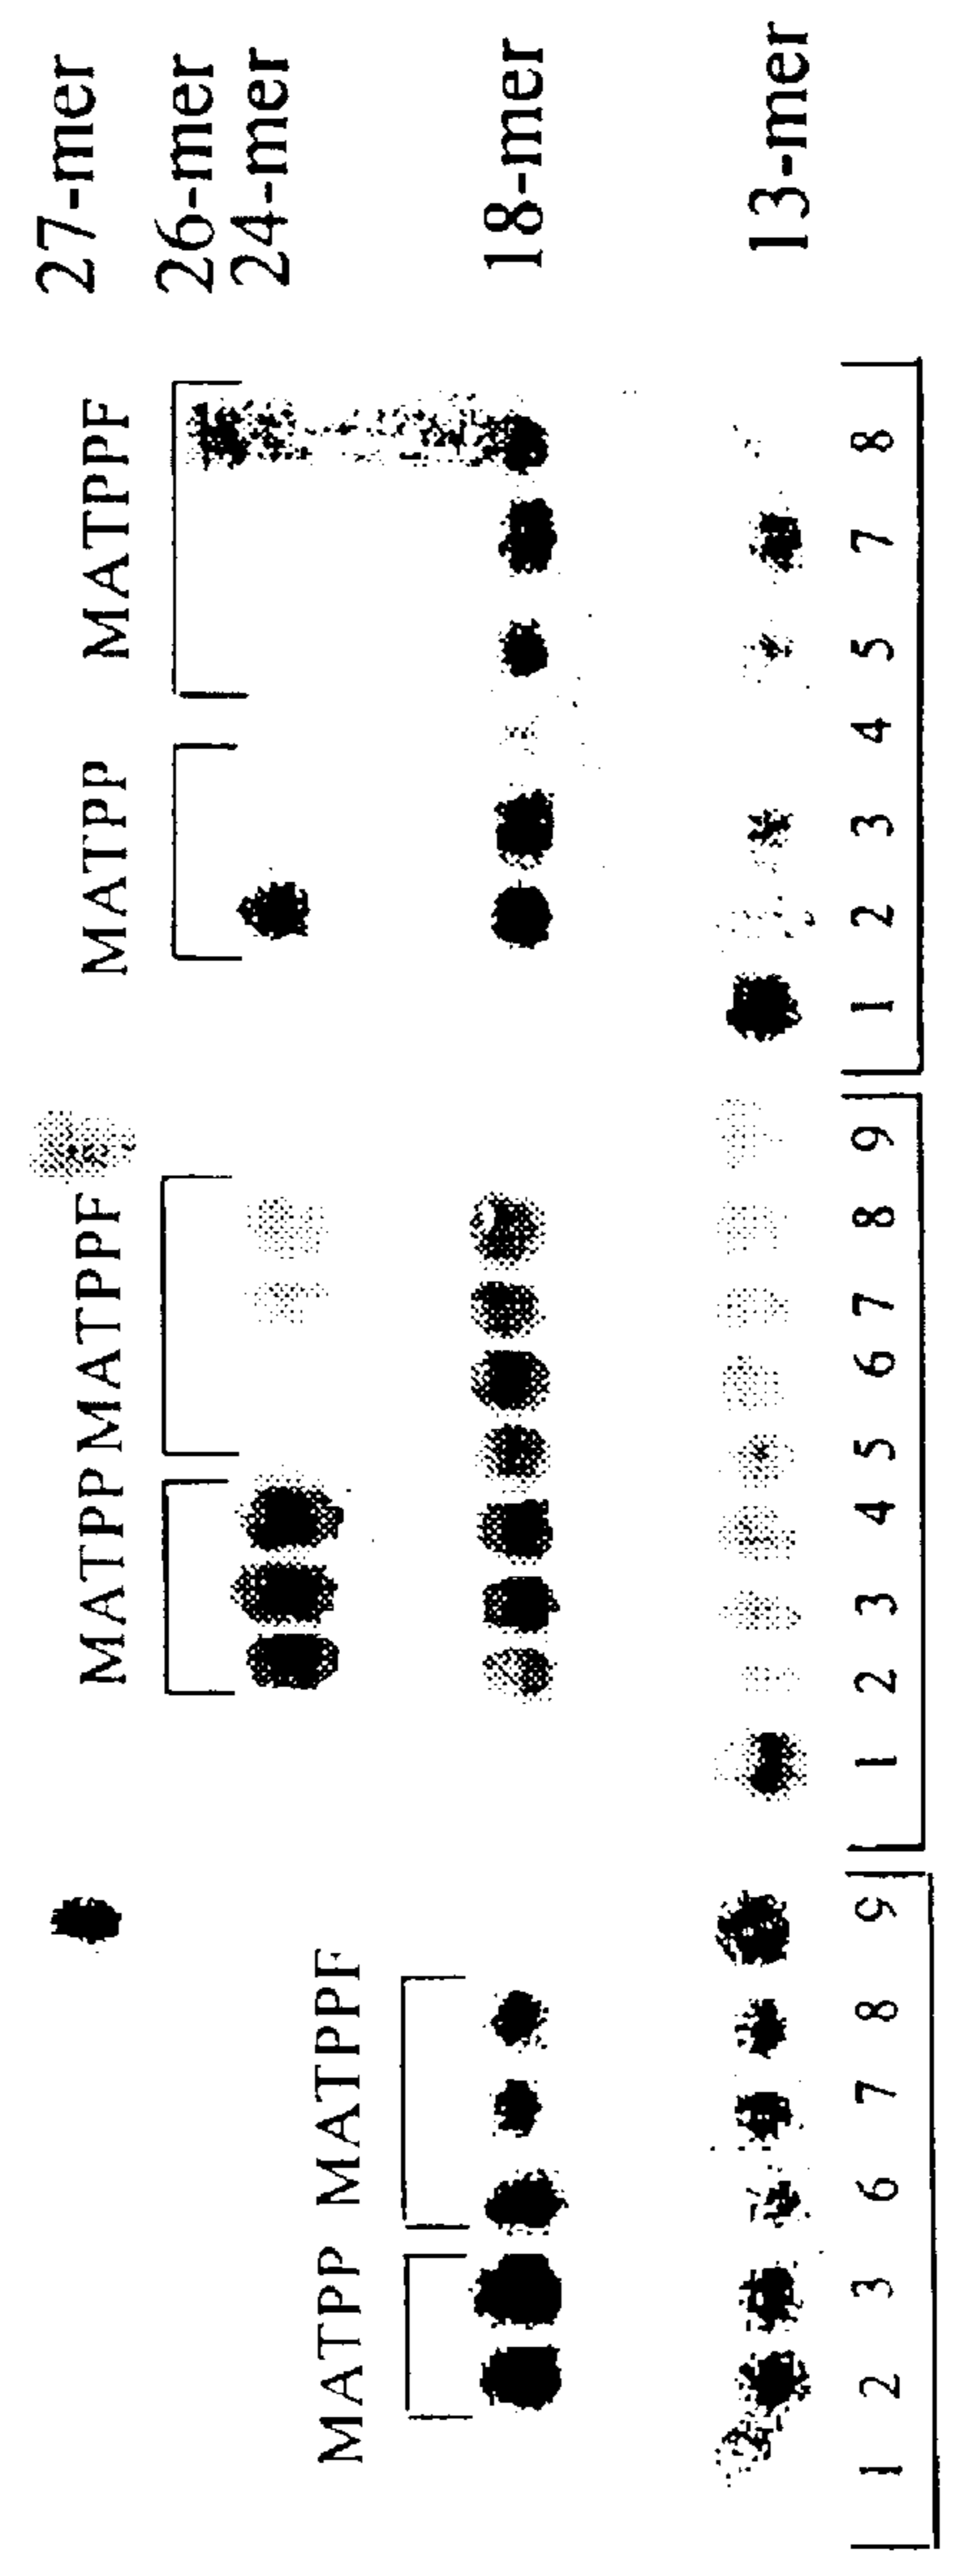 27-mer
26-mer
24-mer
18-mer
13-mer
MATPP MATPPF
MATPP MATPPF
MATPP MATPPF
1 2 3 6 7 8 9
1 2 3 4 5 6 7 8 9
1 2 3 4 5 7 8